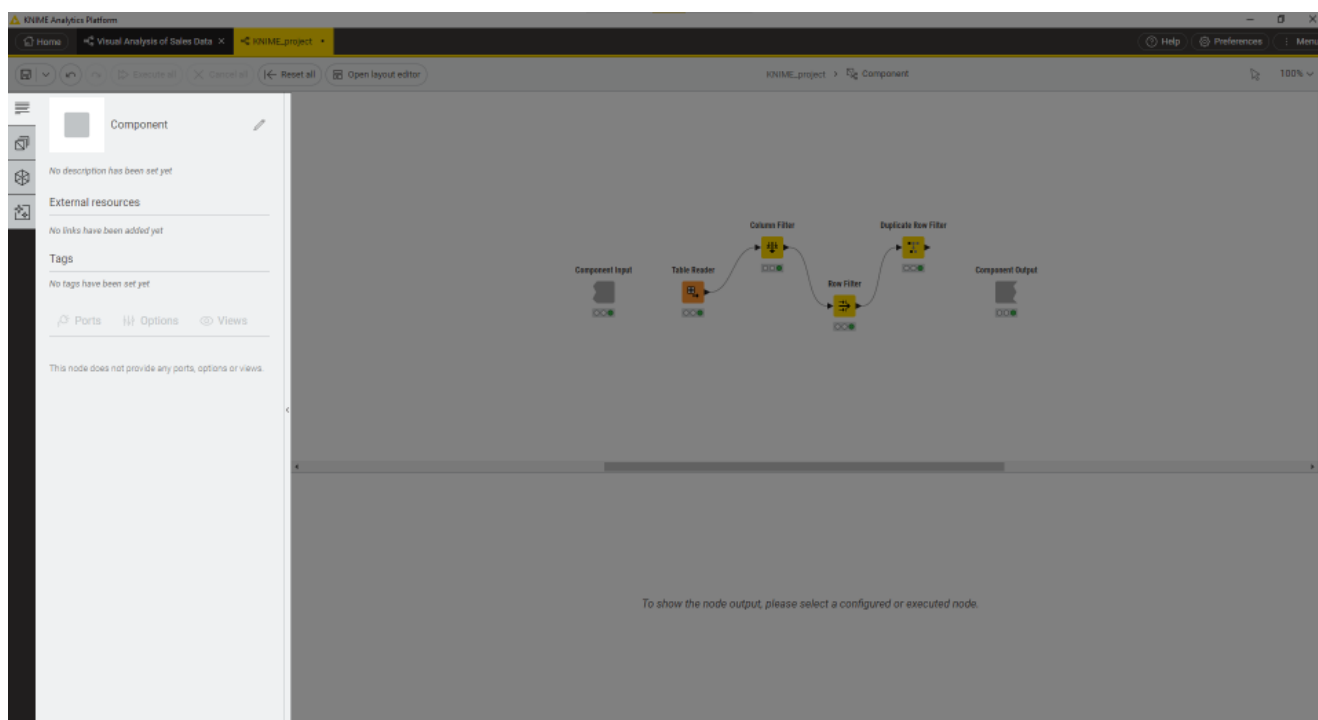 KNIME Analytics Platform
Home
Visual Analysis of Sales Data
KNIME_project
Help
Preferences
Menu
Execute all
Cancel all
Reset all
Open layout editor
KNIME_project > Component
100%
Component
No description has been set yet
External resources
No links have been added yet
Tags
No tags have been set yet
Ports Options Views
This node does not provide any ports, options or views.
Column Filter
Duplicate Row Filter
Component Input
Table Reader
Row Filter
Component Output
To show the node output, please select a configured or executed node.